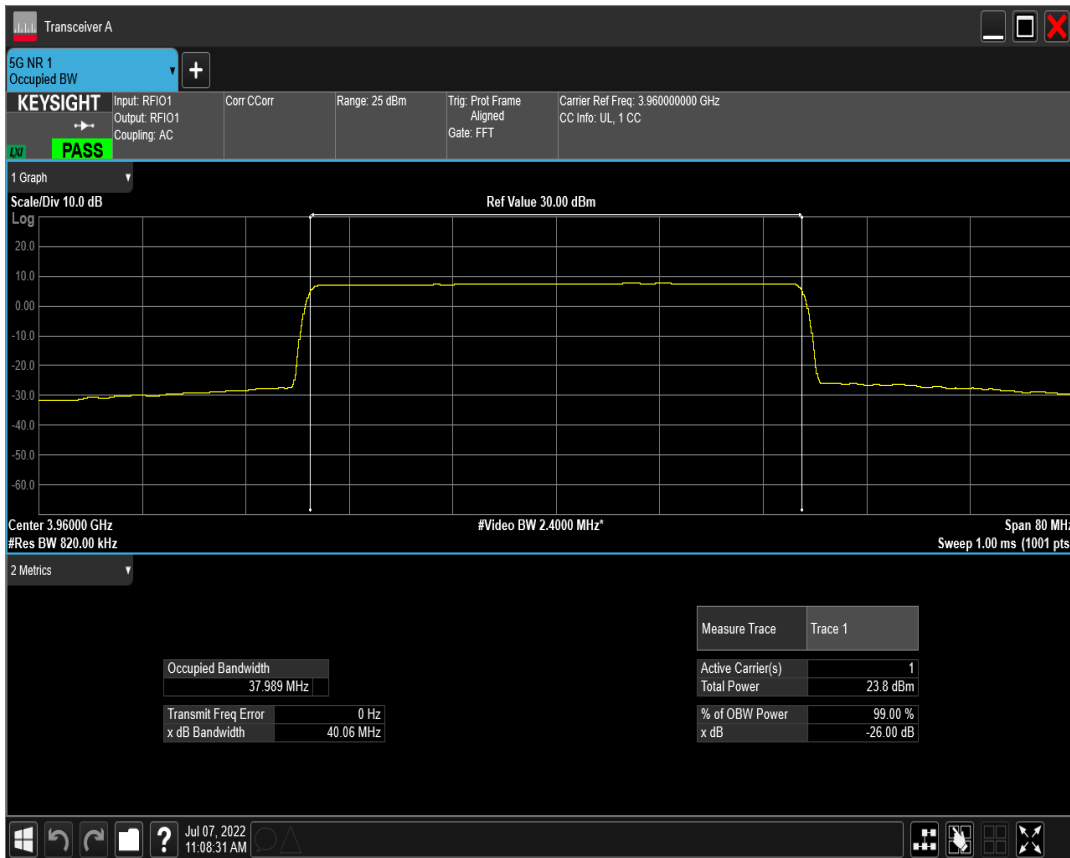 Transceiver A
5G NR 1
Occupied BW
KEYSIGHT
LXI
PASS
Input: RFIO1
Output: RFIO1
Coupling: AC
Corr CCorr
Range: 25 dBm
Trig: Prot Frame
Aligned
Gate: FFT
Carrier Ref Freq: 3.960000000 GHz
CC Info: UL, 1 CC
1 Graph
Scale/Div 10.0 dB
Ref Value 30.00 dBm
Log
20.0
10.0
0.00
-10.0
-20.0
-30.0
-40.0
-50.0
-60.0
Center 3.96000 GHz
#Video BW 2.4000 MHz*
Span 80 MHz
#Res BW 820.00 kHz
Sweep 1.00 ms (1001 pts
2 Metrics
Measure Trace Trace 1
Occupied Bandwidth
37.989 MHz
Active Carrier(s) 1
Total Power 23.8 dBm
Transmit Freq Error 0 Hz
x dB Bandwidth 40.06 MHz
% of OBW Power 99.00 %
x dB -26.00 dB
?
Jul 07, 2022
11:08:31 AM